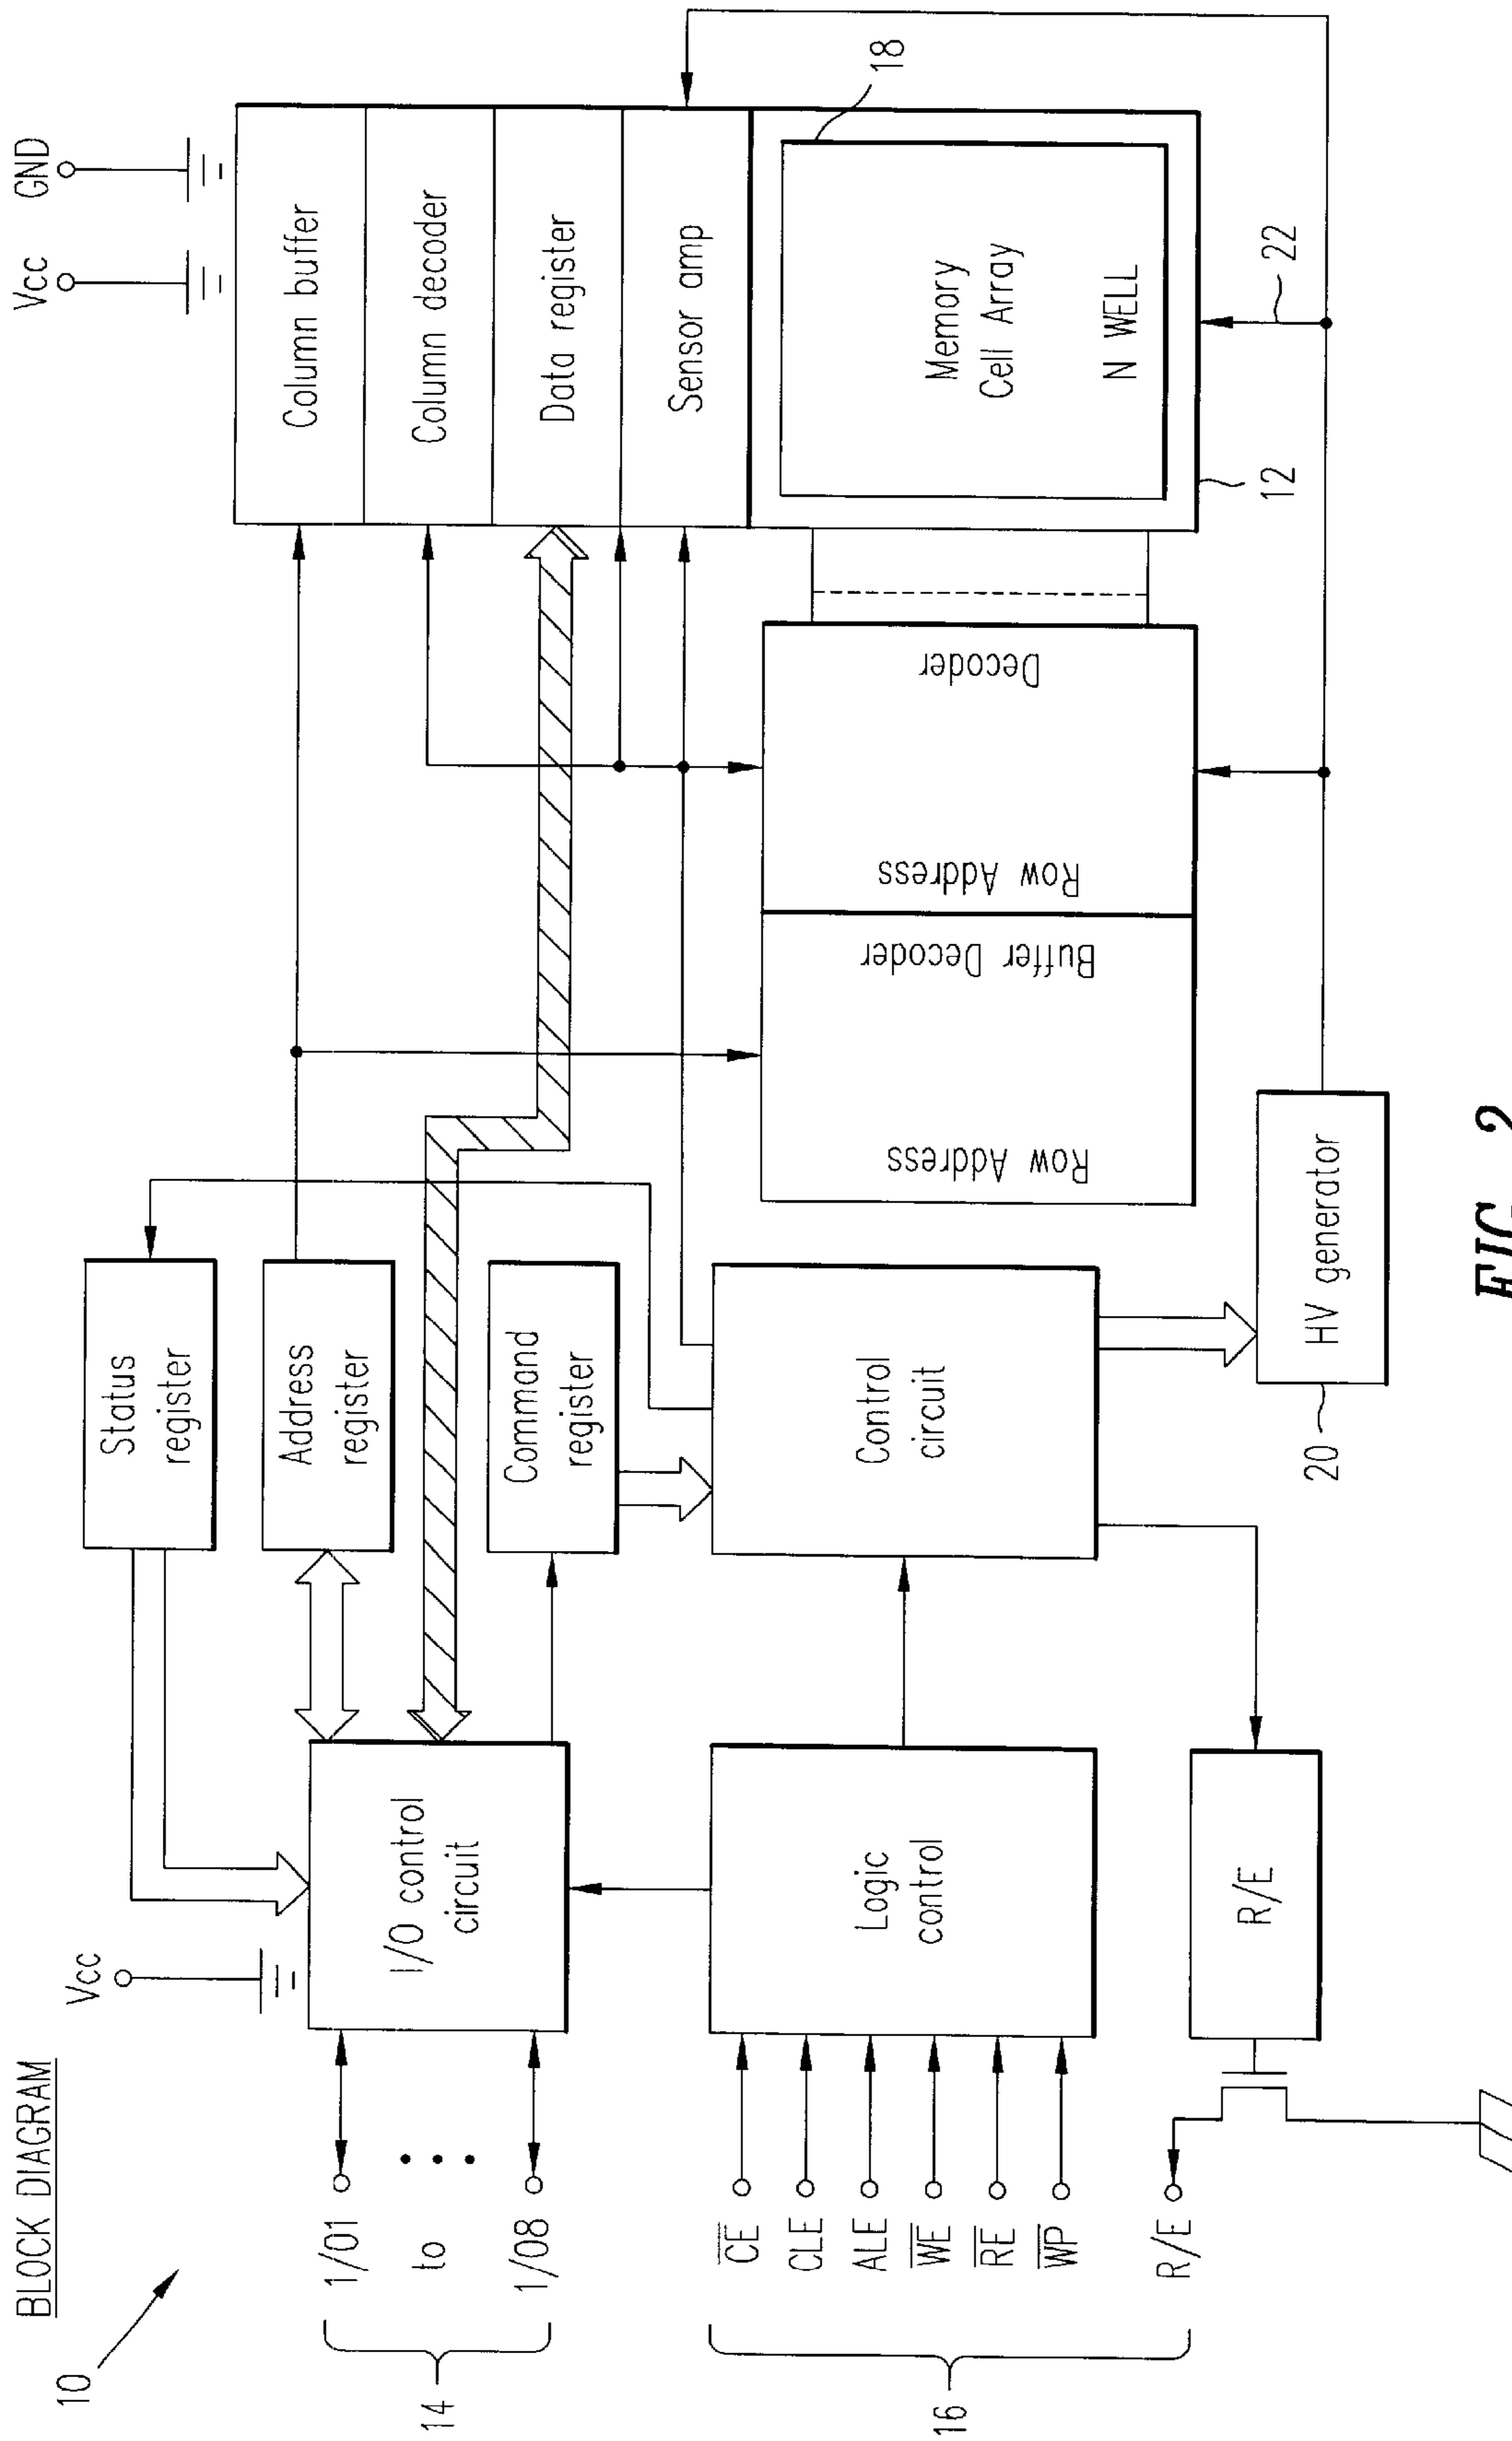 BLOCK DIAGRAM
10
Vcc
Vcc
GND
Status
register
Address
register
Command
register
Column buffer
Column decoder
Data register
Sensor amp
18
Memory
Cell Array
N WELL
12
22
14
1/01
to
1/08
I/O control
circuit
16
CE
CLE
ALE
WE
RE
WP
R/E
Logic
control
Control
circuit
Row Address
Buffer Decoder
Row Address
Decoder
R/E
20
HV generator
FIG. 2